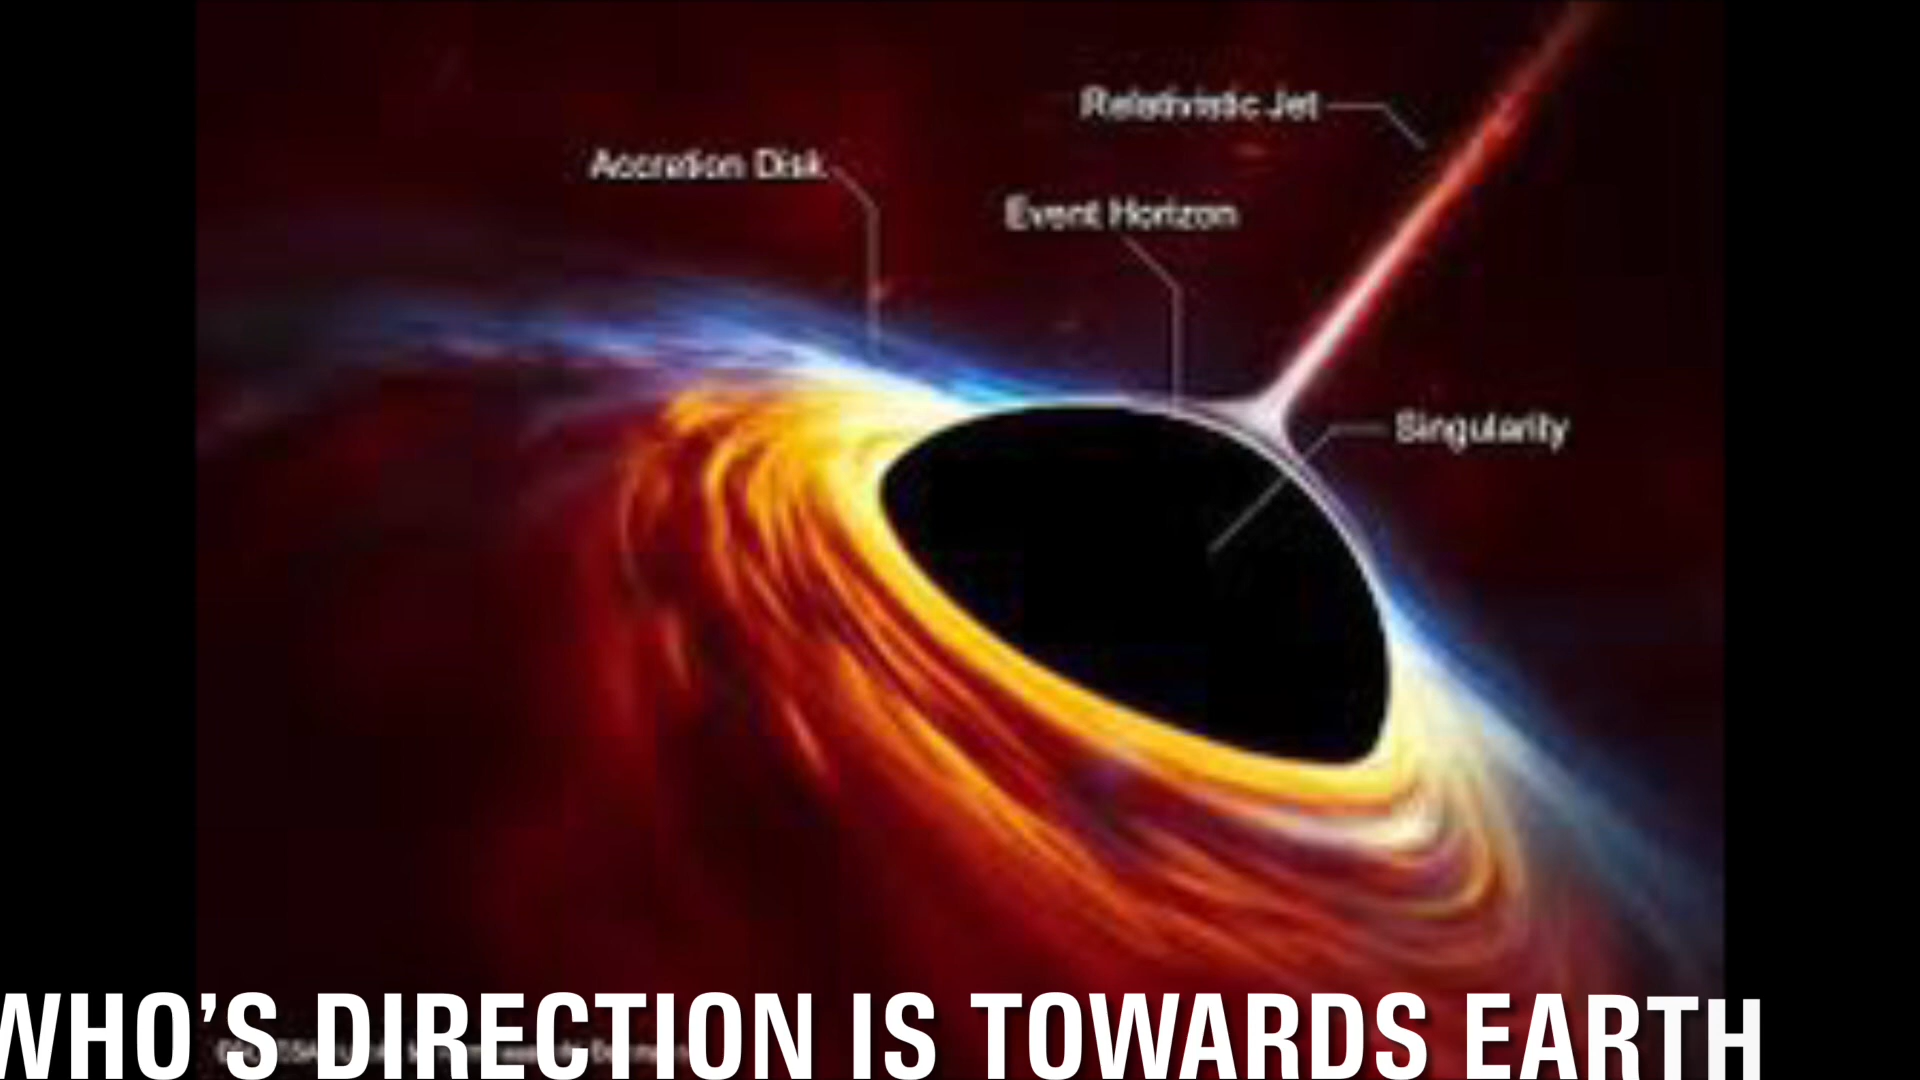 Relativistic Jet
Accretion Disk
Event Horizon
Singularity
WHO'S DIRECTION IS TOWARDS EARTH